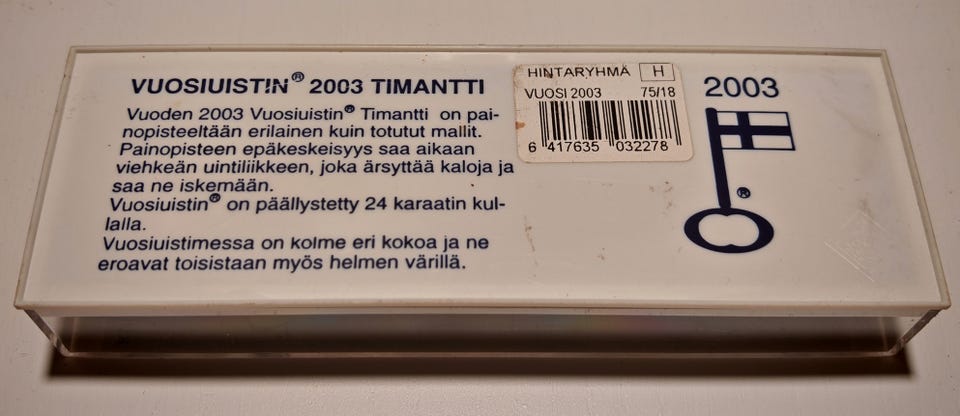 VUOSIUISTIN® 2003 TIMANTTI
Vuoden 2003 Vuosiuistin® Timantti on pai-
nopisteeltään erilainen kuin totutut mallit.
Painopisteen epäkeskeisyys saa aikaan
viehkeän uintiliikkeen, joka ärsyttää kaloja ja
saa ne iskemään.
Vuosiuistin® on päällystetty 24 karaatin kul-
lalla.
Vuosiuistimessa on kolme eri kokoa ja ne
eroavat toisistaan myös helmen värillä.
HINTARYHMÄ H
VUOSI 2003 75/18
6 417635 032278
2003
®